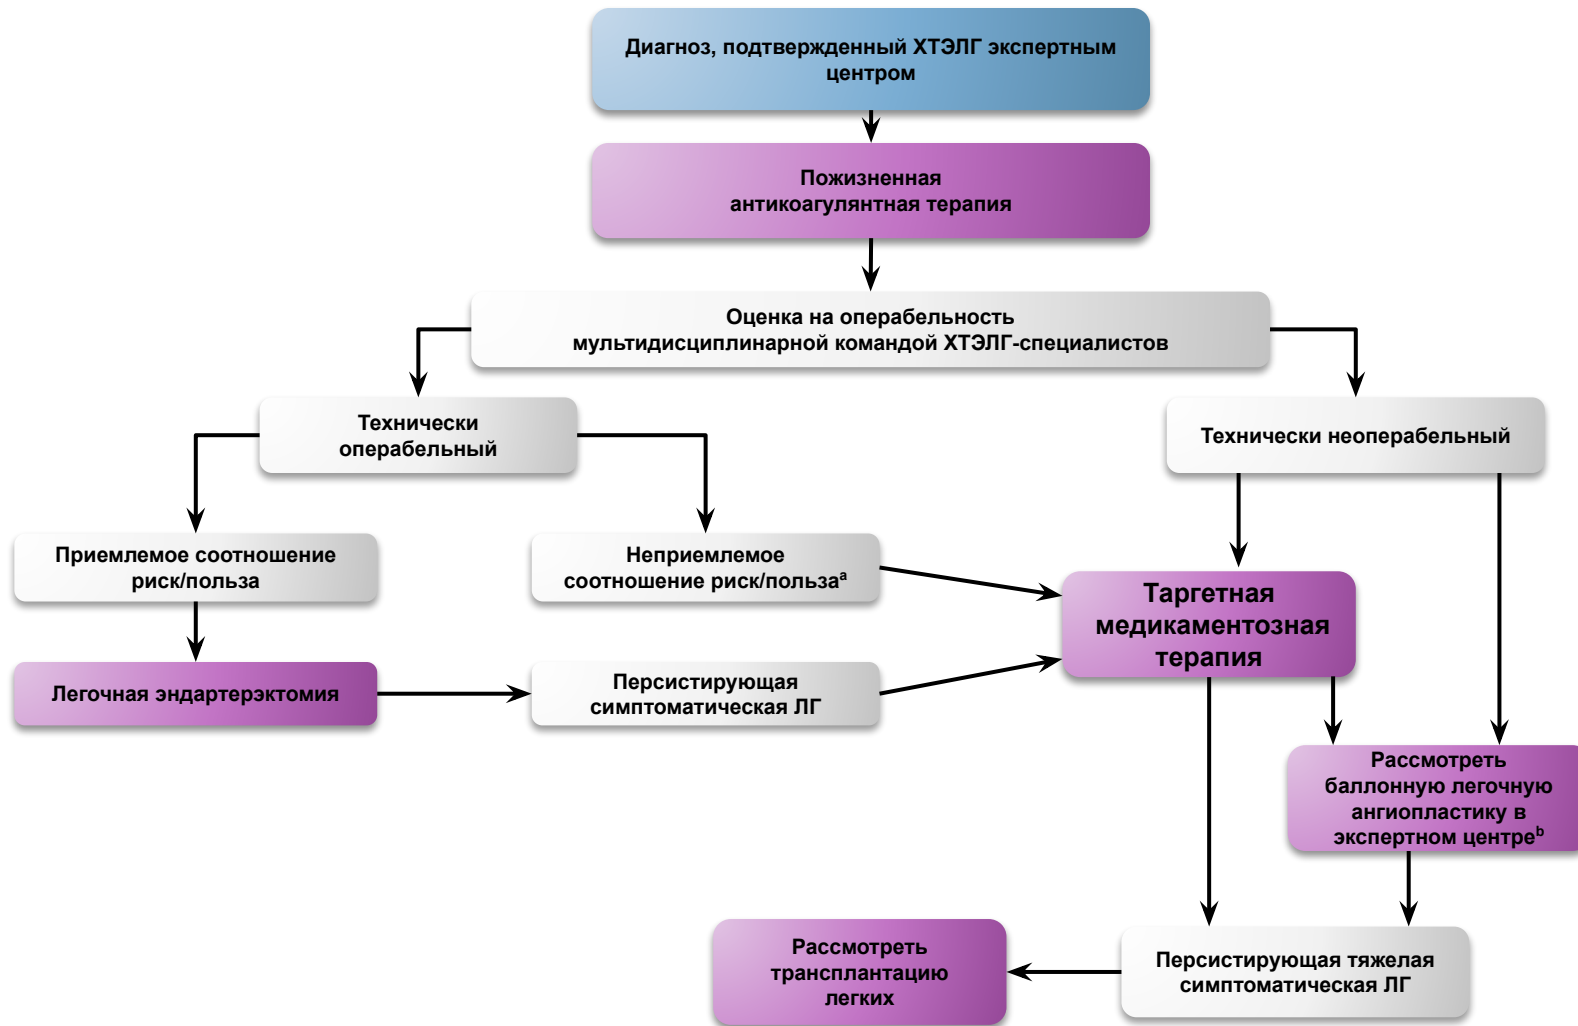 Диагноз, подтвержденный ХТЭЛГ экспертным
центром
Пожизненная
антикоагулянтная терапия
Оценка на операбельность
мультидисциплинарной командой ХТЭЛГ-специалистов
Технически
операбельный
Технически неоперабельный
Приемлемое соотношение
риск/польза
Неприемлемое
соотношение риск/пользаᵃ
Таргетная
медикаментозная
терапия
Легочная эндартерэктомия
Персистирующая
симптоматическая ЛГ
Рассмотреть
баллонную легочную
ангиопластику в
экспертном центреᵇ
Рассмотреть
трансплантацию
легких
Персистирующая тяжелая
симптоматическая ЛГ